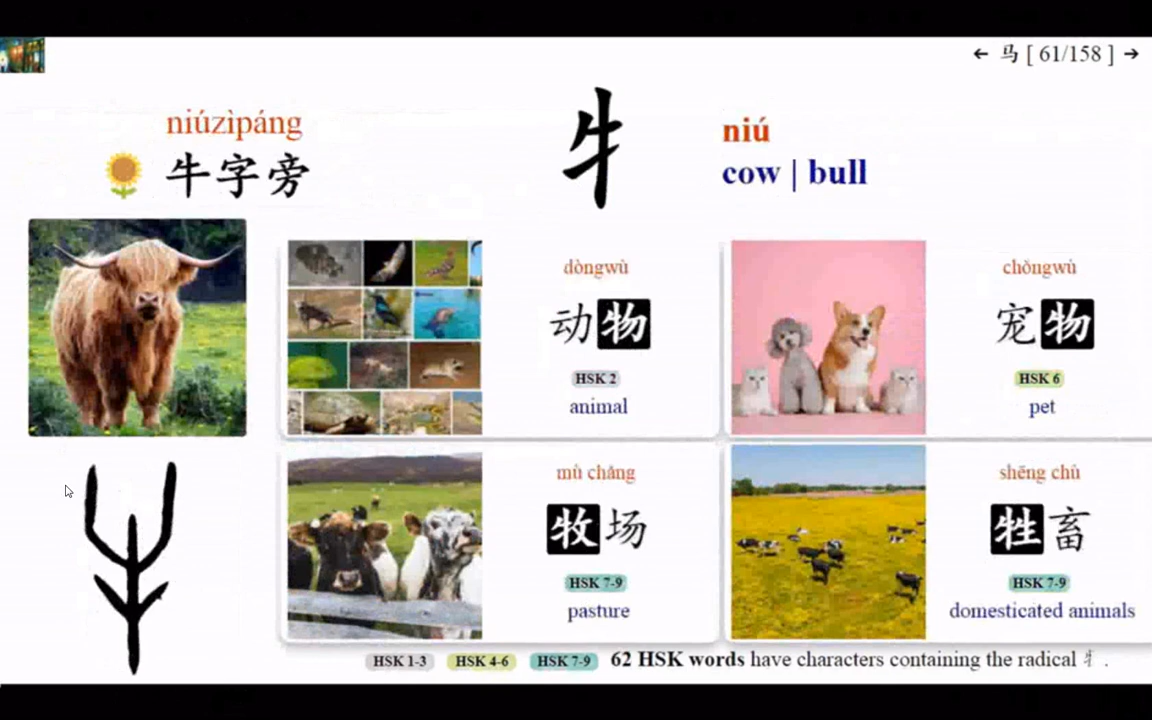 ← 马 [ 61/158 ] →
niúzìpáng
牛字旁
牜
niú
cow | bull
dòngwù
动物
HSK 2
animal
chǒngwù
宠物
HSK 6
pet
mù chǎng
牧场
HSK 7-9
pasture
shēng chù
牲畜
HSK 7-9
domesticated animals
HSK 1-3 HSK 4-6 HSK 7-9 62 HSK words have characters containing the radical 牜.